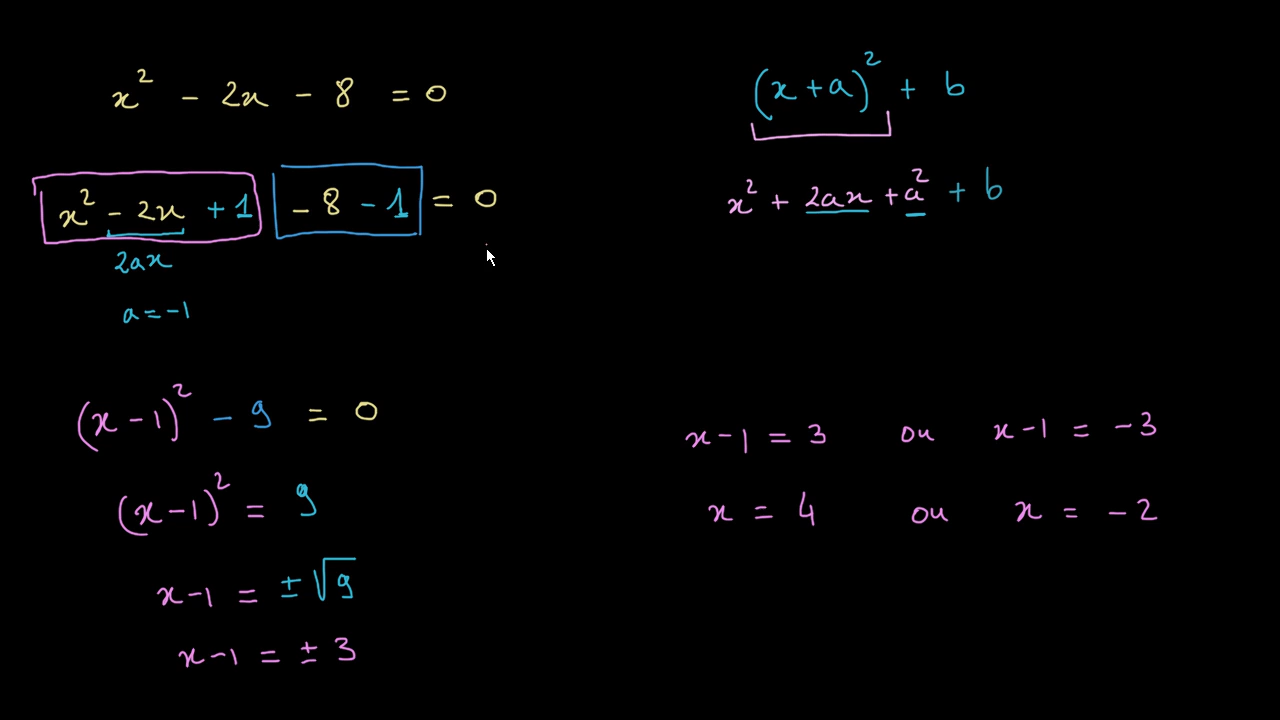 x² - 2x - 8 = 0
x² - 2x + 1 - 8 - 1 = 0
2ax
a = -1
(x - 1)² - 9 = 0
(x - 1)² = 9
x - 1 = ± √9
x - 1 = ± 3
(x + a)² + b
x² + 2ax + a² + b
x - 1 = 3 ou x - 1 = -3
x = 4 ou x = -2